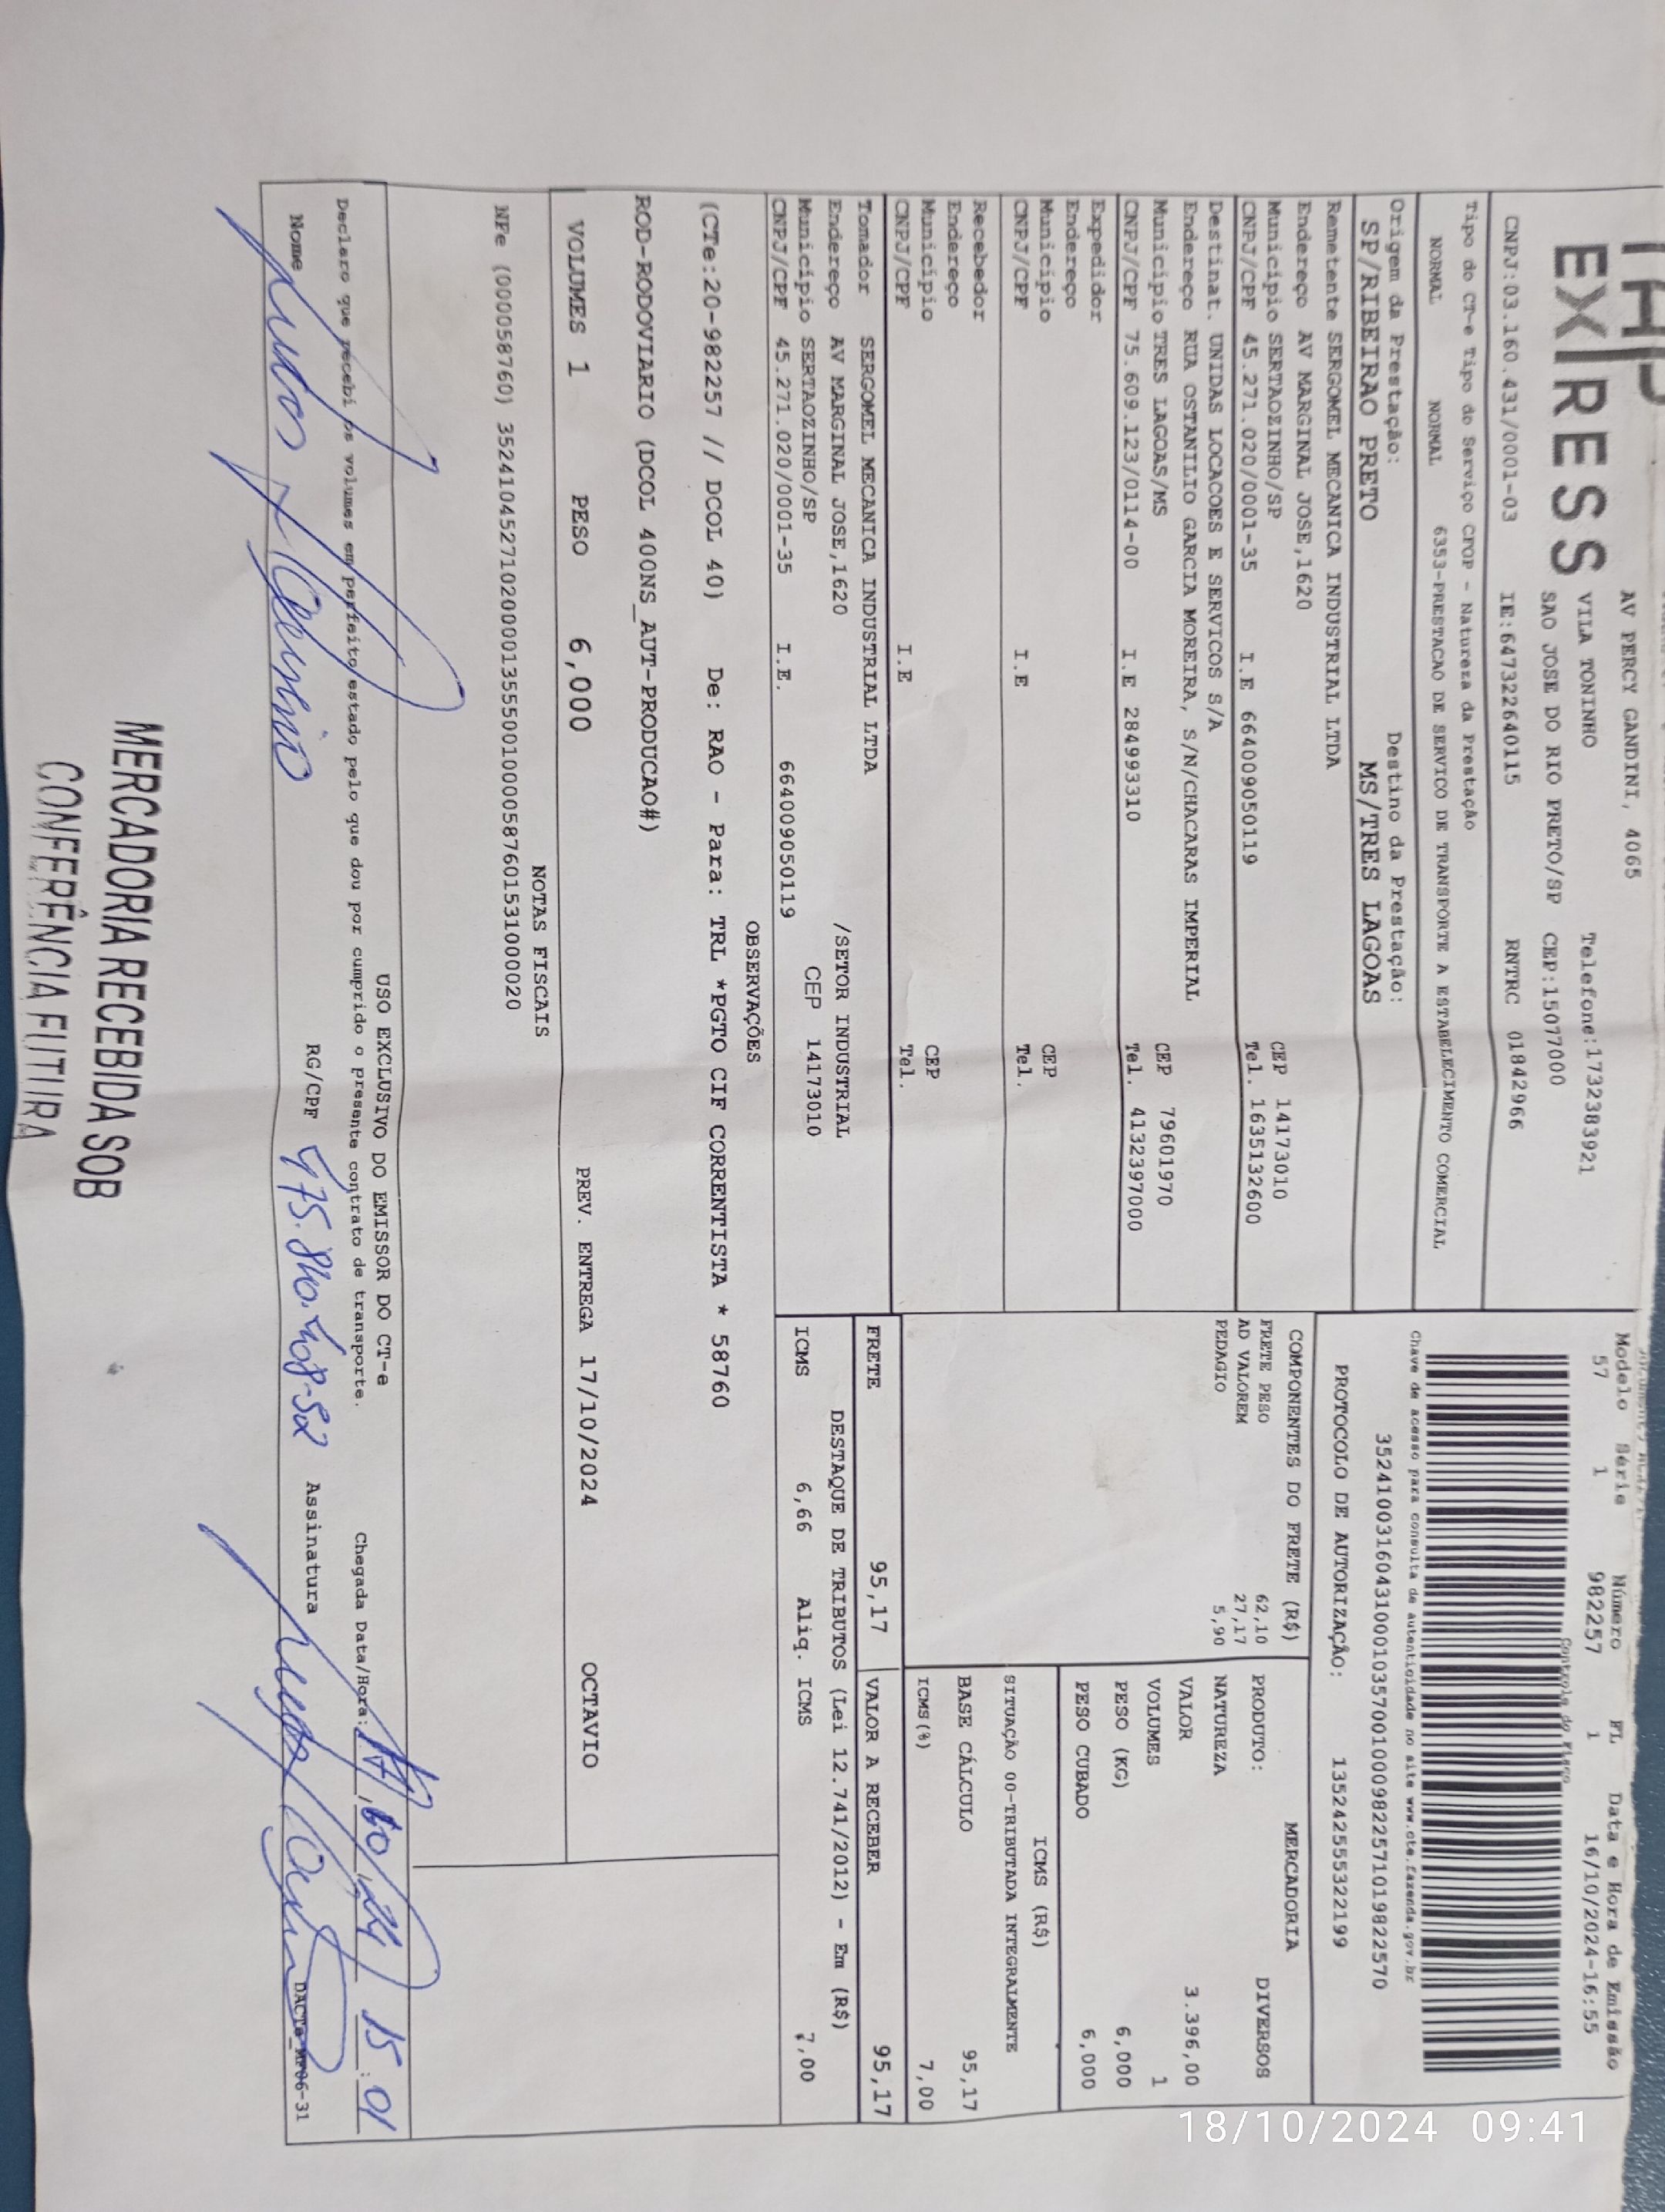 EXPRESS
AV PERCY GANDINI, 4065
VILA TONINHO Telefone:1732383921
SAO JOSE DO RIO PRETO/SP CEP:15077000
CNPJ:03.160.431/0001-03 IE:647322640115 RNTRC 01842966
Modelo Série Número FL Data e Hora de Emissão
57 1 982257 1 16/10/2024-16:55
Controle do Fisco
Chave de acesso para consulta de autenticidade no site www.cte.fazenda.gov.br
35241003160431000103570010009822571019822570
PROTOCOLO DE AUTORIZAÇÃO: 135242555322199
Tipo do CT-e Tipo do Serviço CFOP - Natureza da Prestação
NORMAL NORMAL 6353-PRESTACAO DE SERVICO DE TRANSPORTE A ESTABELECIMENTO COMERCIAL
Origem da Prestação: Destino da Prestação:
SP/RIBEIRAO PRETO MS/TRES LAGOAS
Remetente SERGOMEL MECANICA INDUSTRIAL LTDA
Endereço AV MARGINAL JOSE,1620
Município SERTAOZINHO/SP CEP 14173010
CNPJ/CPF 45.271.020/0001-35 I.E 664009050119 Tel. 1635132600
Destinat. UNIDAS LOCACOES E SERVICOS S/A
Endereço RUA OSTANILIO GARCIA MOREIRA, S/N/CHACARAS IMPERIAL
Município TRES LAGOAS/MS CEP 79601970
CNPJ/CPF 75.609.123/0114-00 I.E 284993310 Tel. 4132397000
Expedidor
Endereço
Município CEP
CNPJ/CPF I.E Tel.
Recebedor
Endereço
Município CEP
CNPJ/CPF I.E Tel.
Tomador SERGOMEL MECANICA INDUSTRIAL LTDA
Endereço AV MARGINAL JOSE,1620 /SETOR INDUSTRIAL
Município SERTAOZINHO/SP CEP 14173010
CNPJ/CPF 45.271.020/0001-35 I.E. 664009050119
COMPONENTES DO FRETE (R$)
FRETE PESO 62,10
AD VALOREM 27,17
PEDAGIO 5,90
MERCADORIA
PRODUTO: DIVERSOS
NATUREZA
VALOR 3.396,00
VOLUMES 1
PESO (KG) 6,000
PESO CUBADO 6,000
ICMS (R$)
SITUAÇÃO 00-TRIBUTADA INTEGRALMENTE
BASE CÁLCULO 95,17
ICMS(%) 7,00
FRETE 95,17 VALOR A RECEBER 95,17
DESTAQUE DE TRIBUTOS (Lei 12.741/2012) - Em (R$)
ICMS 6,66 Aliq. ICMS 7,00
OBSERVAÇÕES
(CTe:20-982257 // DCOL 40) De: RAO - Para: TRL *PGTO CIF CORRENTISTA * 58760
ROD-RODOVIARIO (DCOL 400NS_AUT-PRODUCAO#)
VOLUMES 1 PESO 6,000 PREV. ENTREGA 17/10/2024 OCTAVIO
NOTAS FISCAIS
NFe (000058760) 35241045271020000135550010000587601531000020
USO EXCLUSIVO DO EMISSOR DO CT-e
Declaro que recebi os volumes em perfeito estado pelo que dou por cumprido o presente contrato de transporte. Chegada Data/Hora: 17/10/24 15:01
Nome RG/CPF Assinatura
DACTe_MP06-31
MERCADORIA RECEBIDA SOB
CONFERÊNCIA FUTURA
18/10/2024 09:41